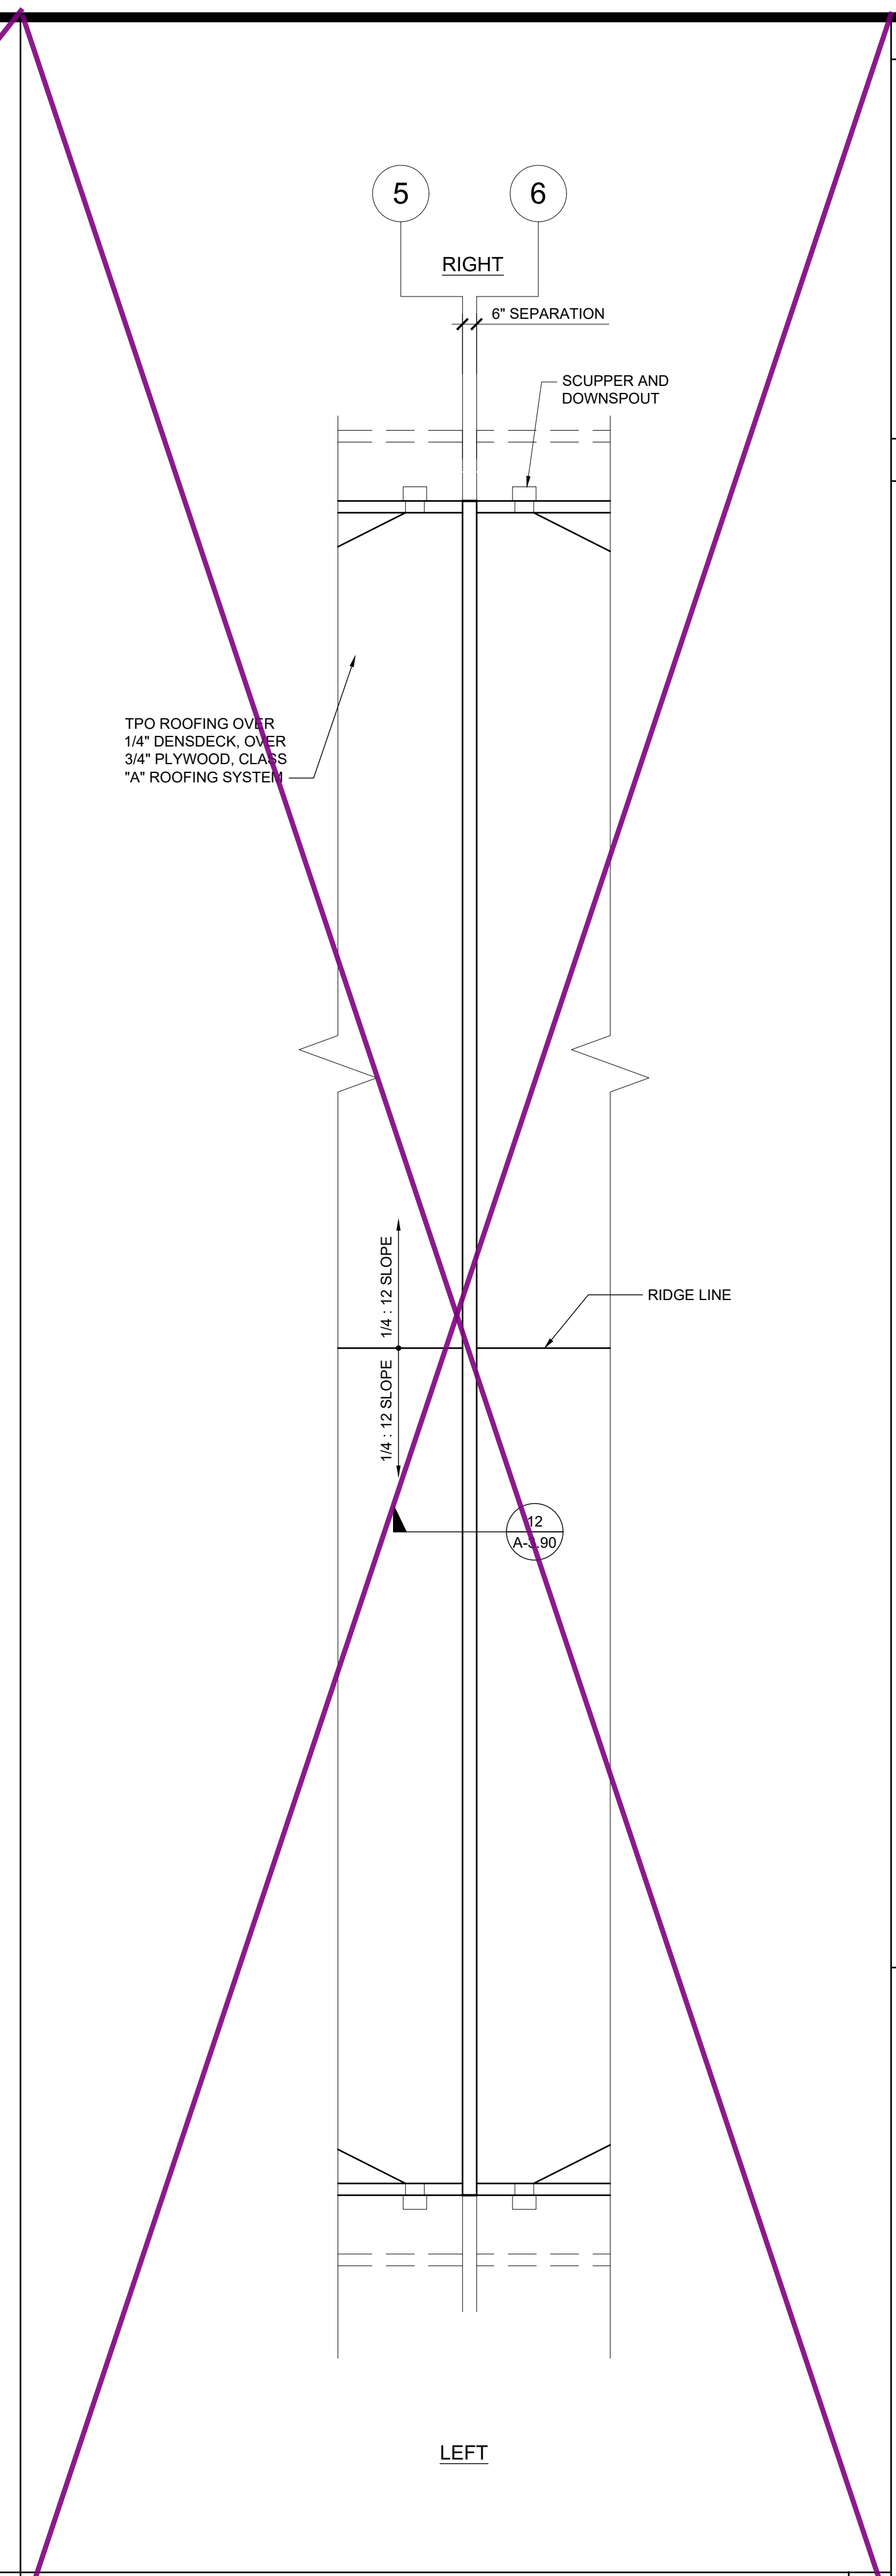 5
6
RIGHT
6" SEPARATION
SCUPPER AND
DOWNSPOUT
TPO ROOFING OVER
1/4" DENSDECK, OVER
3/4" PLYWOOD, CLASS
"A" ROOFING SYSTEM
1/4 : 12 SLOPE
RIDGE LINE
1/4 : 12 SLOPE
12
LEFT